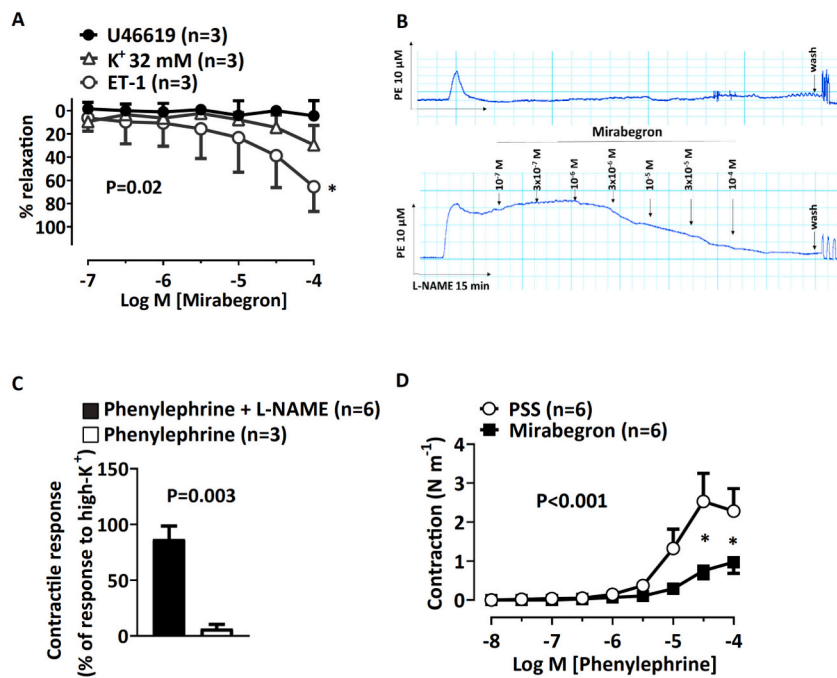 A
U46619 (n=3)
K+ 32 mM (n=3)
ET-1 (n=3)
0
20
40
60
80
100
% relaxation
P=0.02
*
-7 -6 -5 -4
Log M [Mirabegron]
B
PE 10 µM
wash
Mirabegron
10-7 M
3x10-7 M
10-6 M
3x10-6 M
10-5 M
3x10-5 M
10-4 M
wash
PE 10 µM
L-NAME 15 min
C
Phenylephrine + L-NAME (n=6)
Phenylephrine (n=3)
Contractile response
(% of response to high-K+)
150
100
50
0
P=0.003
D
PSS (n=6)
Mirabegron (n=6)
Contraction (N m-1)
4
3
2
1
0
P<0.001
* *
-8 -7 -6 -5 -4
Log M [Phenylephrine]